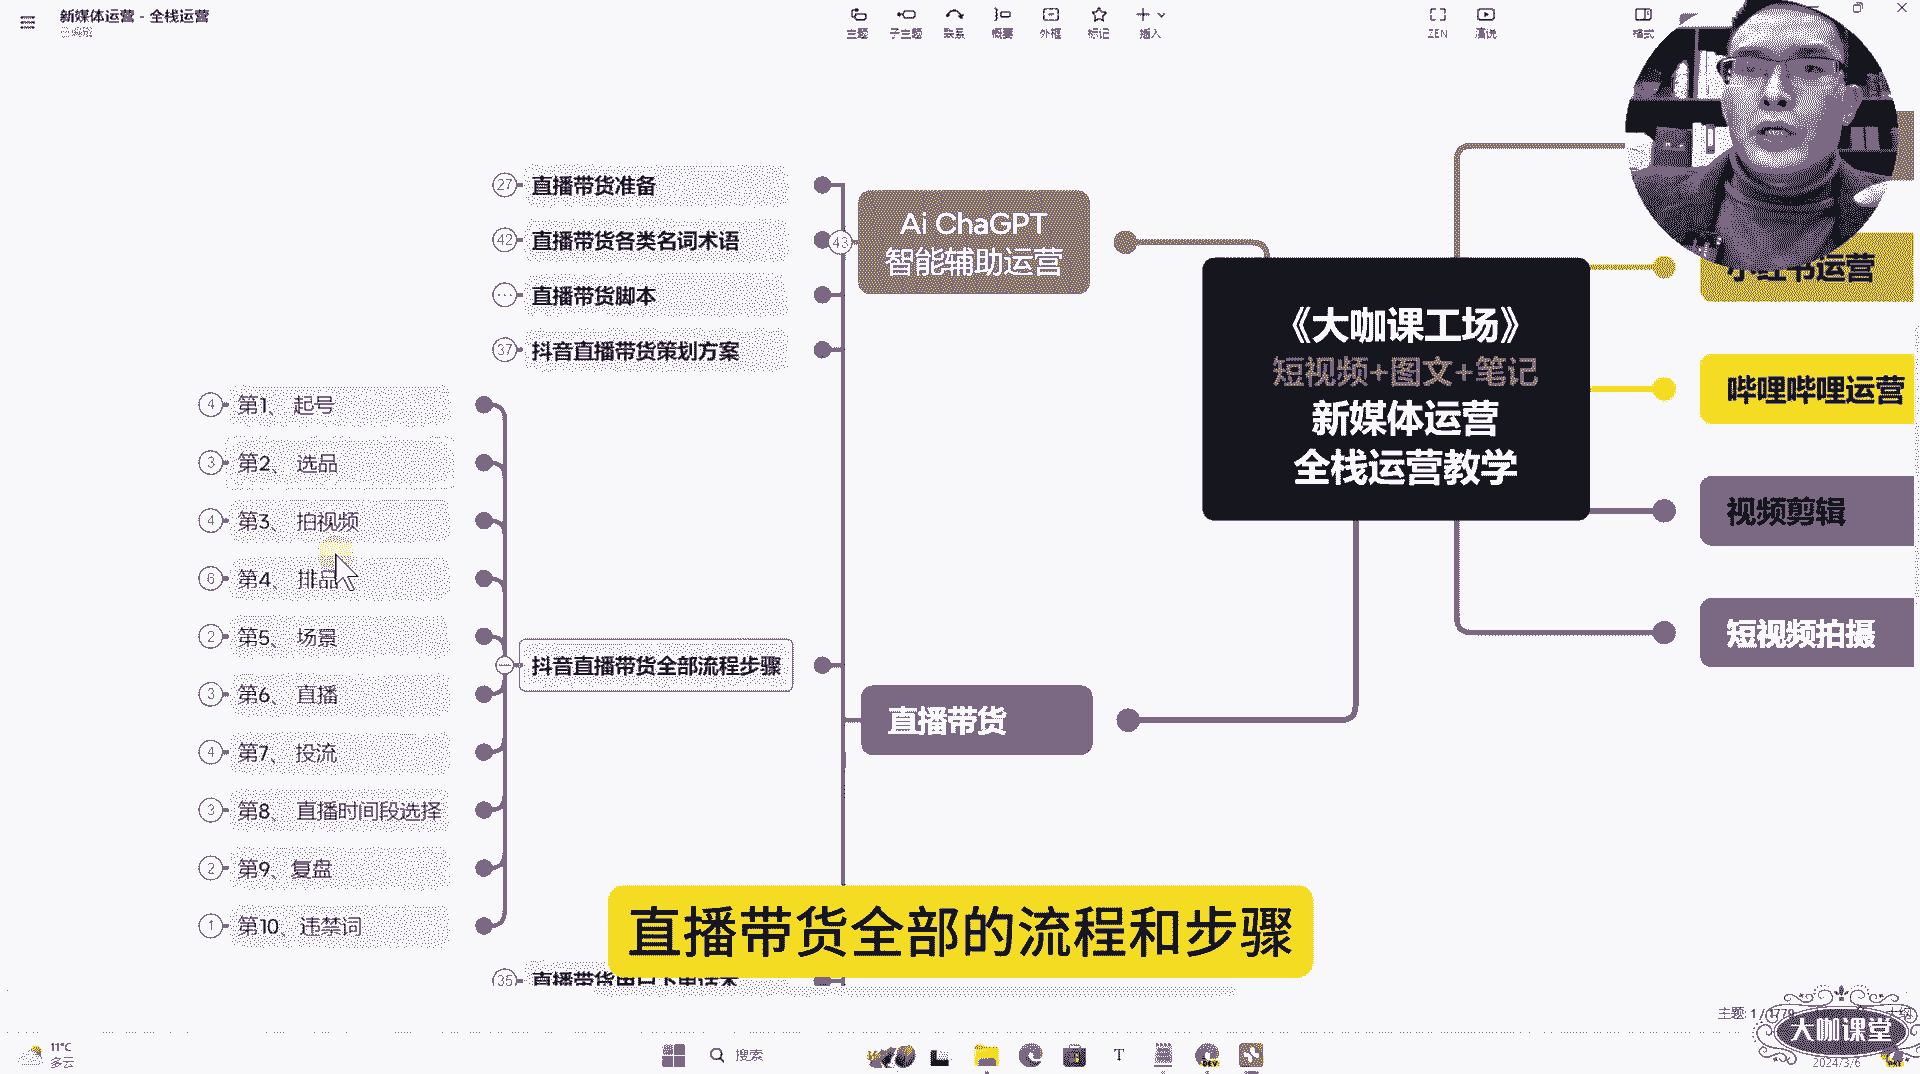 新媒体运营 - 全栈运营
已编辑
主题
子主题
联系
概要
外框
标记
插入
ZEN
演说
格式
27
直播带货准备
42
直播带货各类名词术语
直播带货脚本
37
抖音直播带货策划方案
4
第1、 起号
3
第2、 选品
4
第3、 拍视频
6
第4、 排品
2
第5、 场景
3
第6、 直播
4
第7、 投流
3
第8、 直播时间段选择
2
第9、复盘
1
第10、违禁词
抖音直播带货全部流程步骤
35
43
Ai ChaGPT
智能辅助运营
直播带货
《大咖课工场》
短视频+图文+笔记
新媒体运营
全栈运营教学
小红书运营
哔哩哔哩运营
视频剪辑
短视频拍摄
直播带货全部的流程和步骤
主题: 1 / 1779
大咖课堂
11°C
多云
搜索
T
DEV
2024/3/6